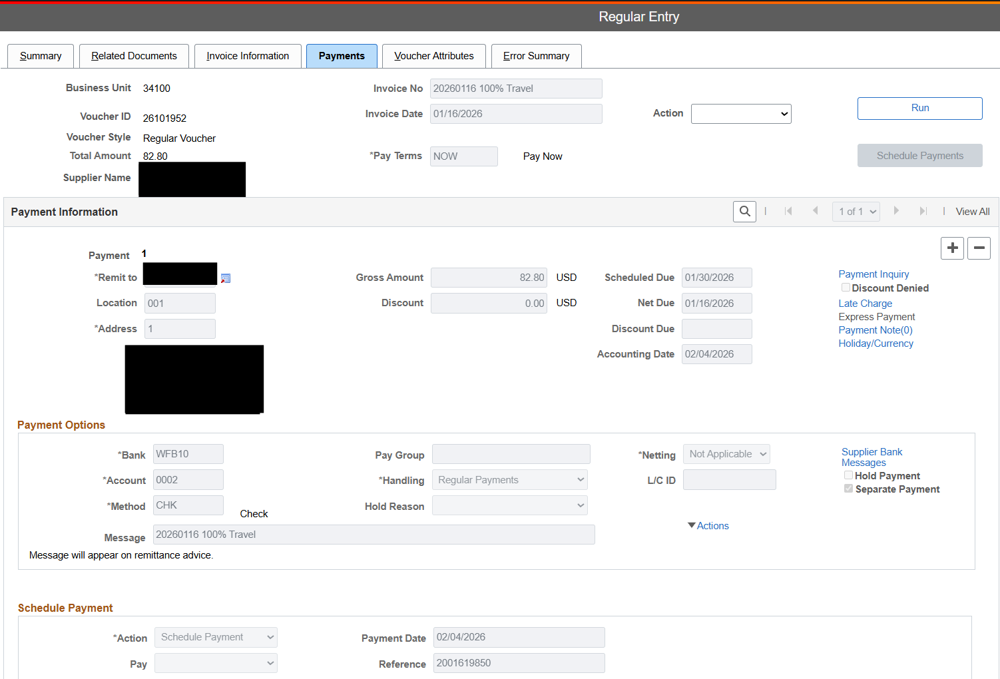 Regular Entry
Summary Related Documents Invoice Information Payments Voucher Attributes Error Summary
Business Unit 34100 Invoice No 20260116 100% Travel
Voucher ID 26101952 Invoice Date 01/16/2026 Action Run
Voucher Style Regular Voucher
Total Amount 82.80 *Pay Terms NOW Pay Now Schedule Payments
Supplier Name
Payment Information 1 of 1 View All
Payment 1
*Remit to Gross Amount 82.80 USD Scheduled Due 01/30/2026 Payment Inquiry
Discount Denied
Location 001 Discount 0.00 USD Net Due 01/16/2026 Late Charge
Express Payment
*Address 1 Discount Due Payment Note(0)
Holiday/Currency
Accounting Date 02/04/2026
Payment Options
*Bank WFB10 Pay Group *Netting Not Applicable Supplier Bank
Messages
*Account 0002 *Handling Regular Payments L/C ID Hold Payment
Separate Payment
*Method CHK Check Hold Reason
Actions
Message 20260116 100% Travel
Message will appear on remittance advice.
Schedule Payment
*Action Schedule Payment Payment Date 02/04/2026
Pay Reference 2001619850